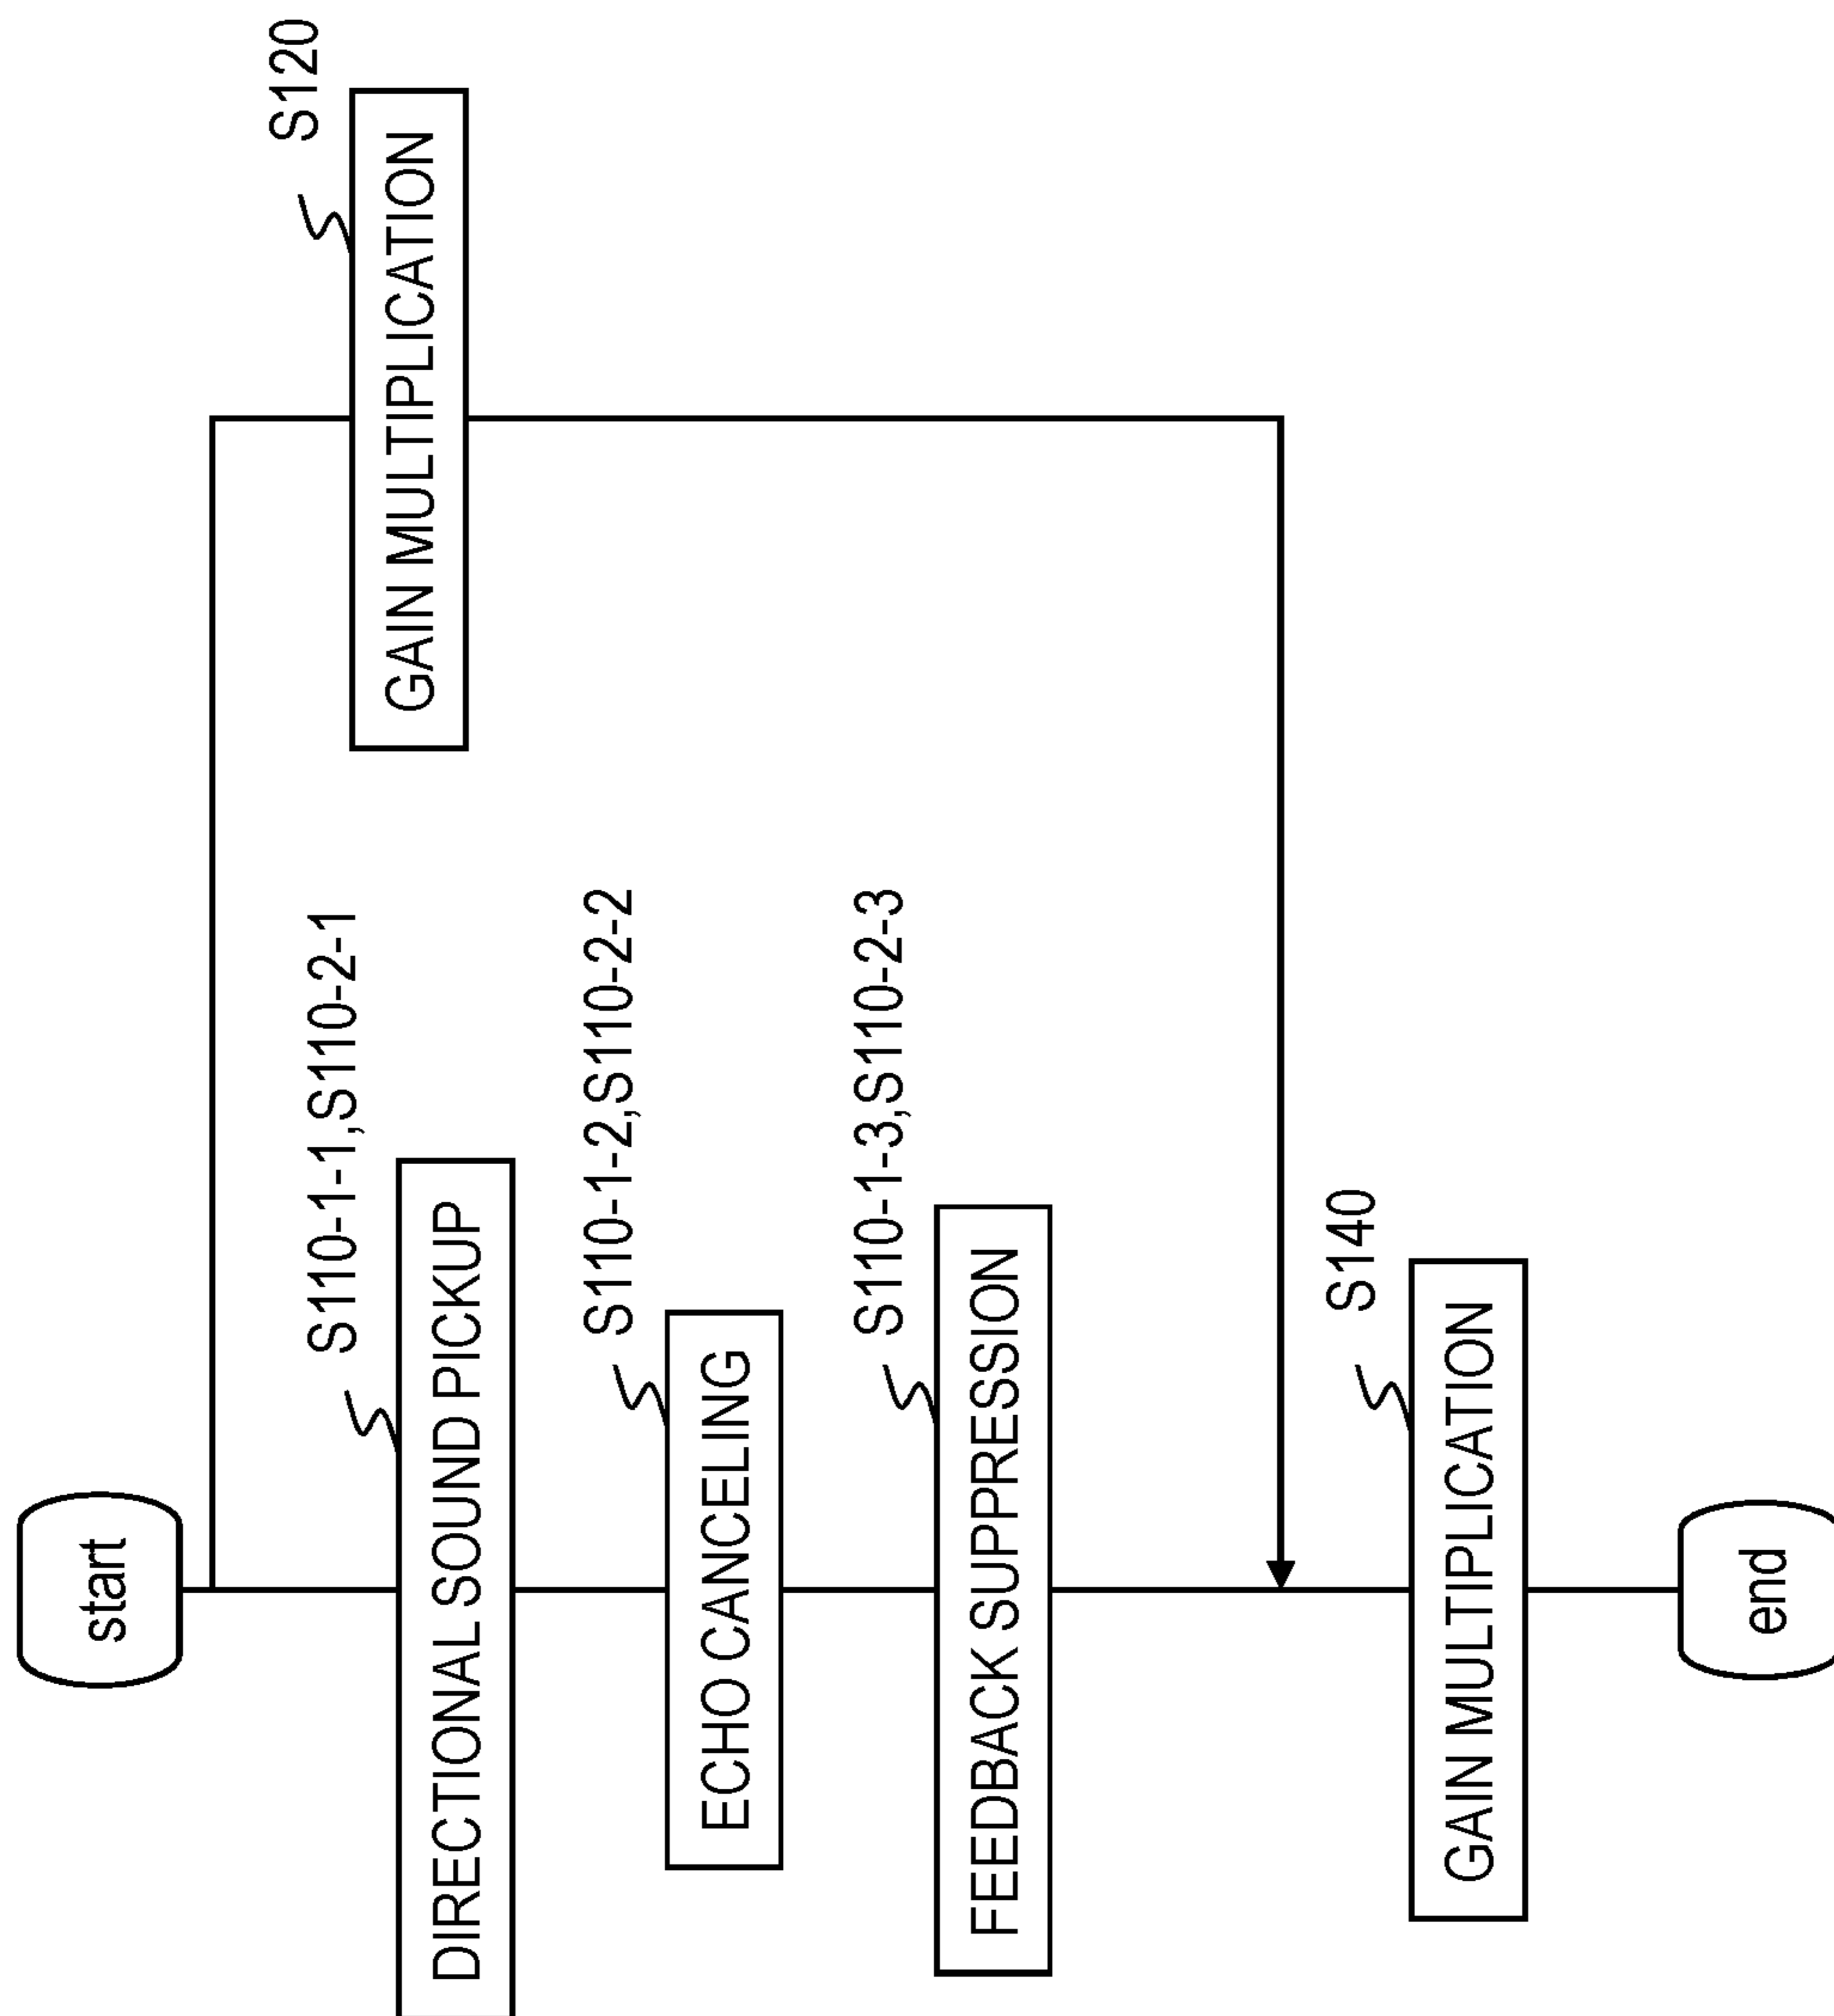 start
S120
GAIN MULTIPLICATION
S110-1-1,S110-2-1
DIRECTIONAL SOUND PICKUP
S110-1-2,S110-2-2
ECHO CANCELING
S110-1-3,S110-2-3
FEEDBACK SUPPRESSION
S140
GAIN MULTIPLICATION
end